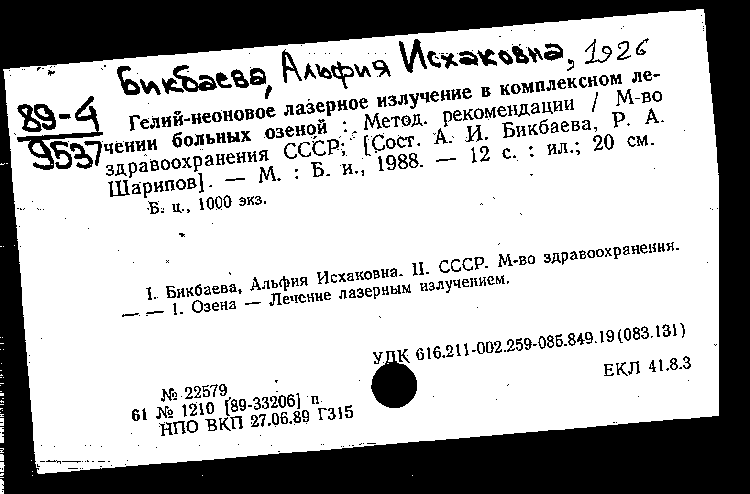 Бикбаева, Альфия Исхаковна, 1926
89-4
9537
Гелий-неоновое лазерное излучение в комплексном ле-
чении больных озеной : Метод. рекомендации / М-во
здравоохранения СССР; [Сост. А. И. Бикбаева, Р. А.
Шарипов]. — М. : Б. и., 1988. — 12 с. : ил.; 20 см.
Б. ц., 1000 экз.
I. Бикбаева, Альфия Исхаковна. II. СССР. М-во здравоохранения.
— — 1. Озена — Лечение лазерным излучением.
УДК 616.211-002.259-085.849.19(083.131)
ЕКЛ 41.8.3
№ 22579
61 № 1210 [89-33206] п
НПО ВКП 27.06.89 Г315